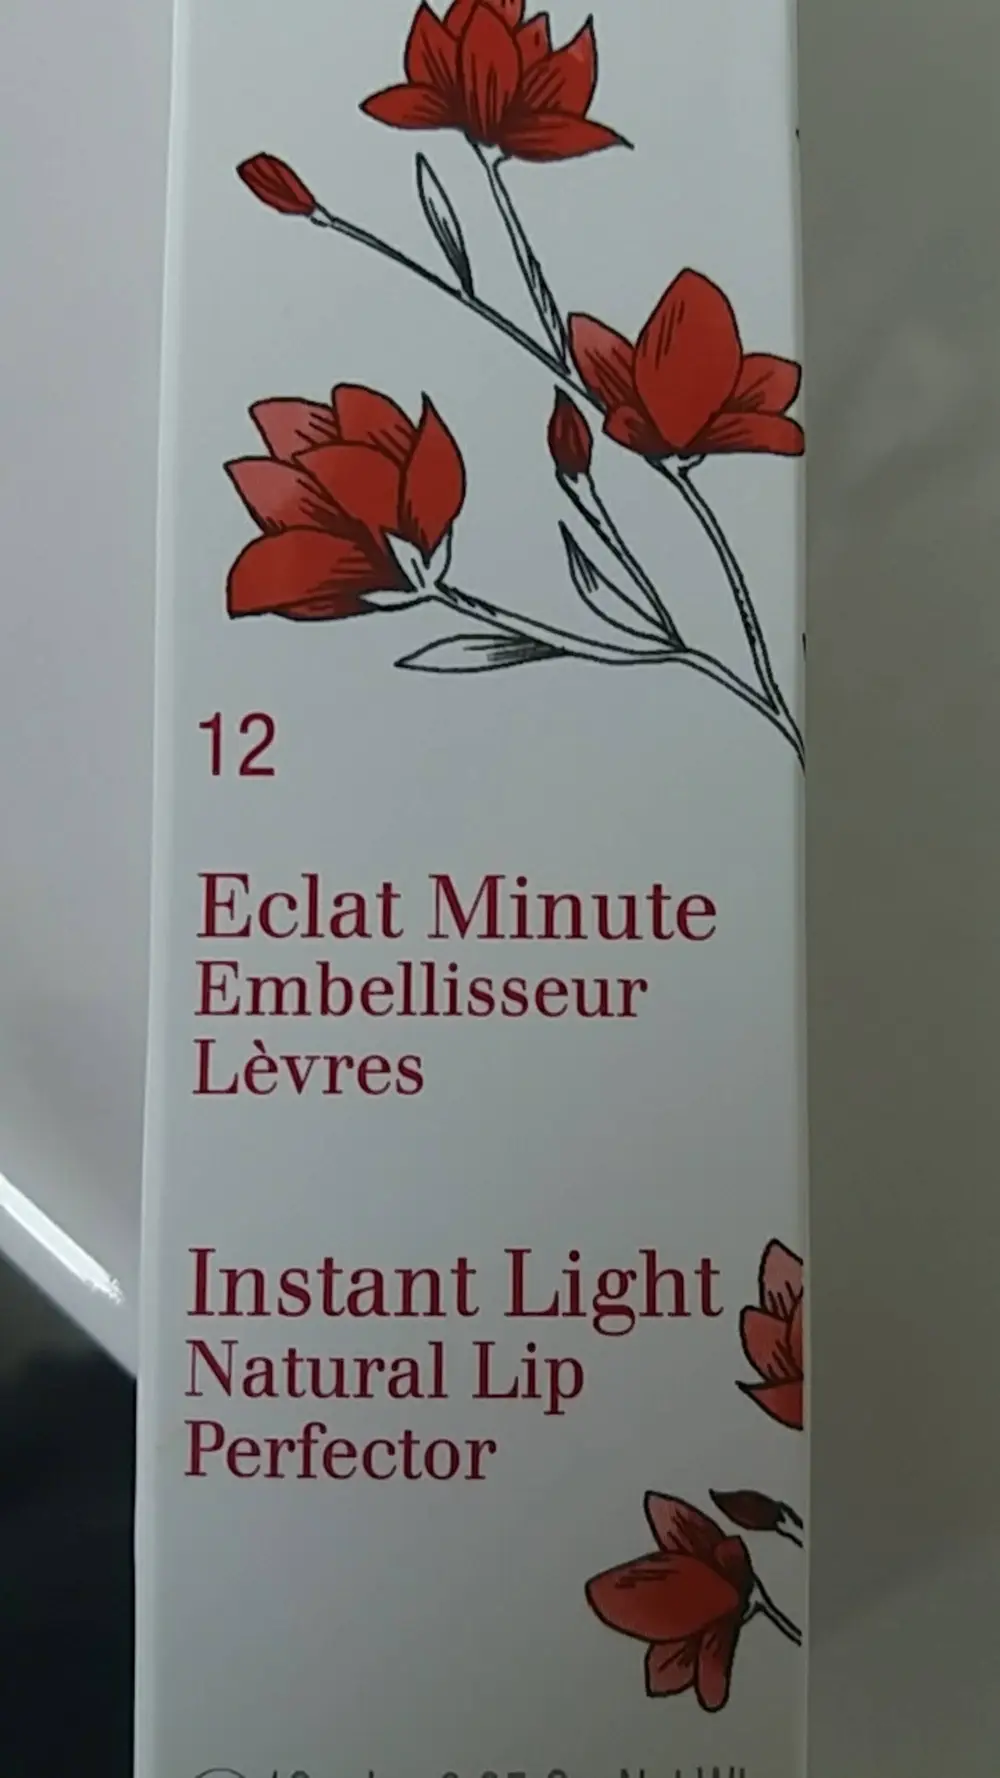 12
Eclat Minute
Embellisseur
Lèvres
Instant Light
Natural Lip
Perfector